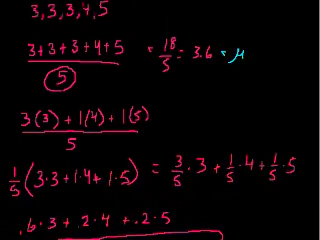 3,3,3,4,5
3+3+3+4+5 / 5 = 18/5 = 3.6 = μ
3(3)+1(4)+1(5) / 5
1/5 (3·3+1·4+1·5) = 3/5·3+1/5·4+1/5·5
.6·3+.2·4+.2·5